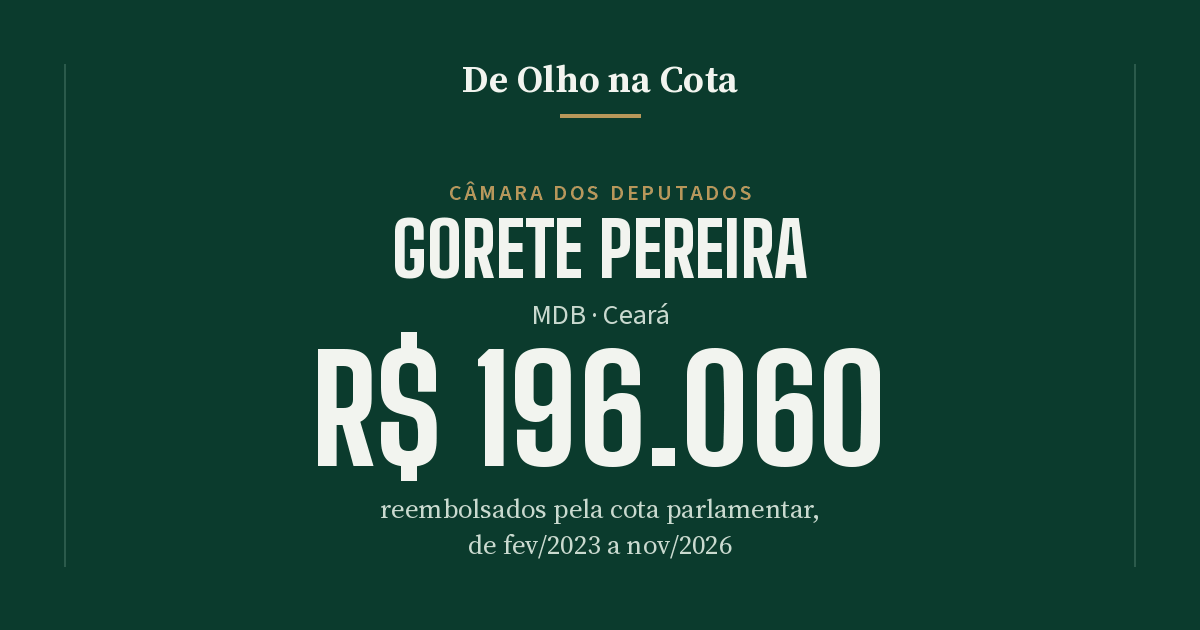 De Olho na Cota
CÂMARA DOS DEPUTADOS
GORETE PEREIRA
MDB · Ceará
R$ 196.060
reembolsados pela cota parlamentar,
de fev/2023 a nov/2026